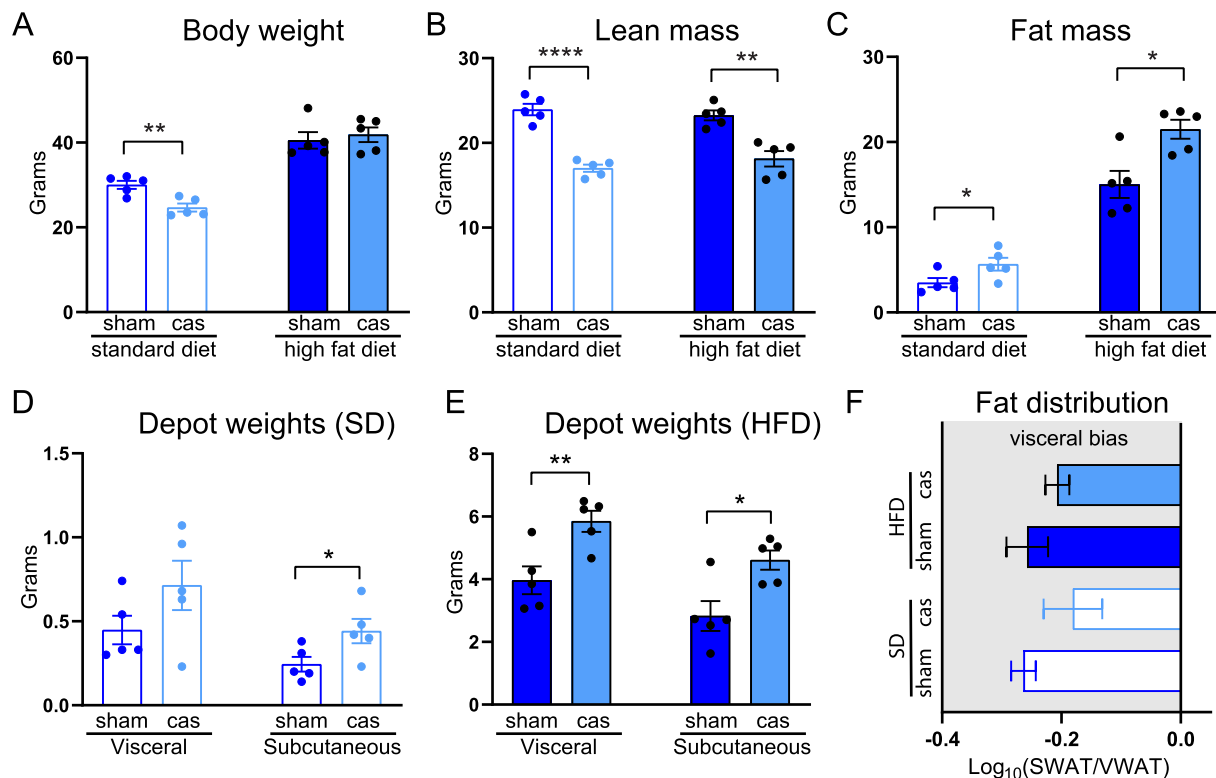 A Body weight
Grams
60
40
20
0
**
sham cas sham cas
standard diet high fat diet
B Lean mass
Grams
30
20
10
0
**** **
sham cas sham cas
standard diet high fat diet
C Fat mass
Grams
30
20
10
0
* *
sham cas sham cas
standard diet high fat diet
D Depot weights (SD)
Grams
1.5
1.0
0.5
0.0
*
sham cas sham cas
Visceral Subcutaneous
E Depot weights (HFD)
Grams
8
6
4
2
0
** *
sham cas sham cas
Visceral Subcutaneous
F Fat distribution
visceral bias
HFD
cas
sham
SD
cas
sham
-0.4 -0.2 0.0
Log10(SWAT/VWAT)